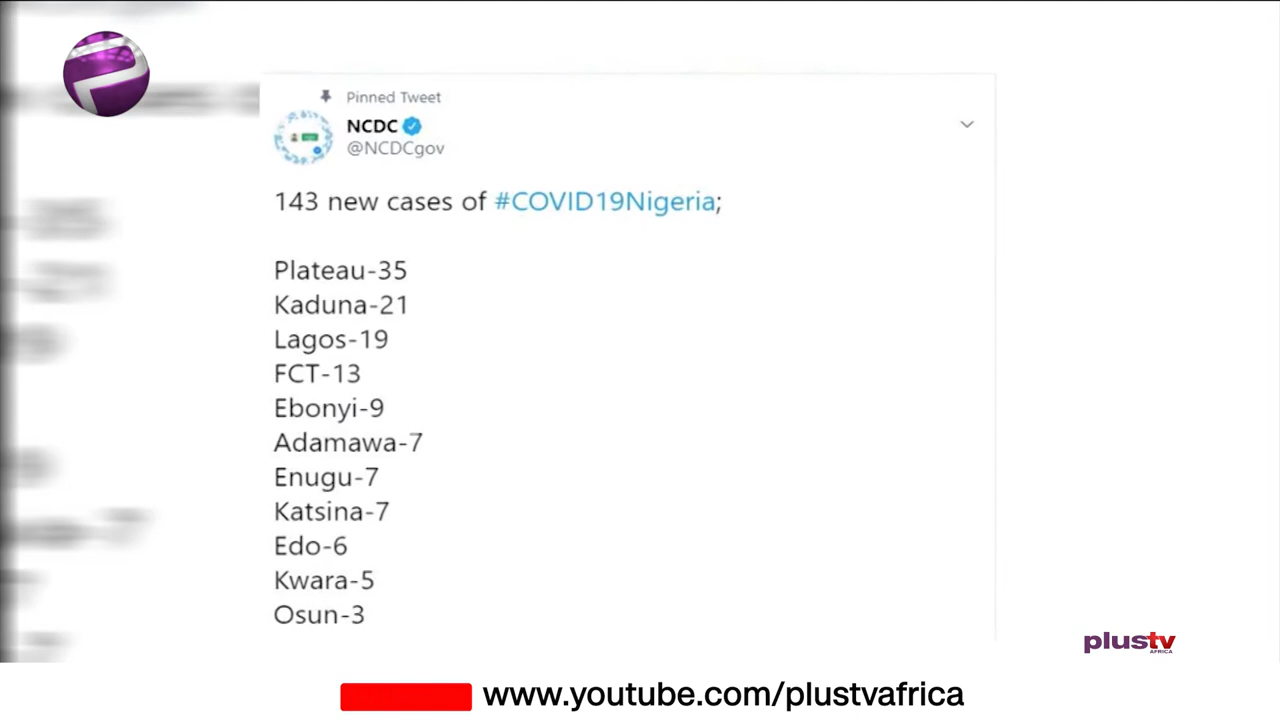 Pinned Tweet
NCDC
@NCDCgov
143 new cases of #COVID19Nigeria;
Plateau-35
Kaduna-21
Lagos-19
FCT-13
Ebonyi-9
Adamawa-7
Enugu-7
Katsina-7
Edo-6
Kwara-5
Osun-3
plustv
AFRICA
www.youtube.com/plustvafrica